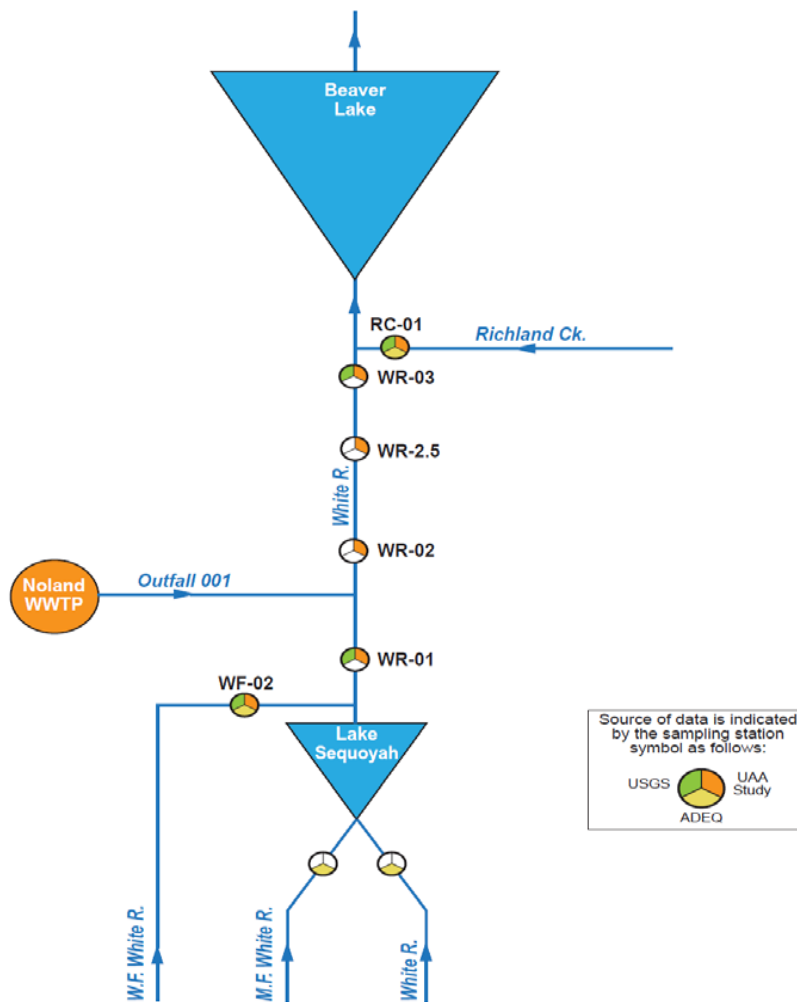 Beaver
Lake
RC-01
Richland Ck.
WR-03
WR-2.5
White R.
WR-02
Noland
WWTP
Outfall 001
WR-01
WF-02
Lake
Sequoyah
Source of data is indicated
by the sampling station
symbol as follows:
USGS
UAA
Study
ADEQ
W.F. White R.
M.F. White R.
White R.